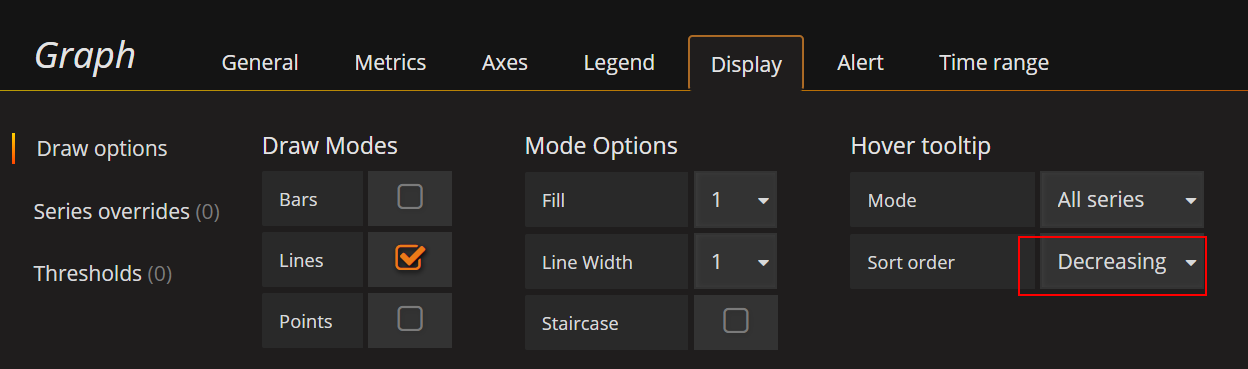 Graph General Metrics Axes Legend Display Alert Time range
Draw options
Series overrides (0)
Thresholds (0)
Draw Modes
Bars
Lines
Points
Mode Options
Fill 1
Line Width 1
Staircase
Hover tooltip
Mode All series
Sort order Decreasing